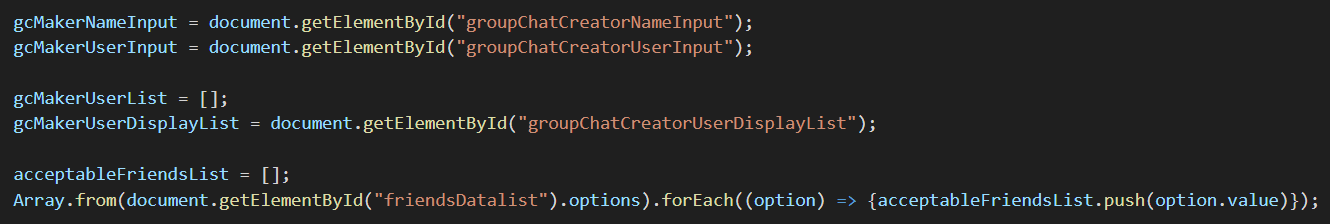 gcMakerNameInput = document.getElementById("groupChatCreatorNameInput");
gcMakerUserInput = document.getElementById("groupChatCreatorUserInput");
gcMakerUserList = [];
gcMakerUserDisplayList = document.getElementById("groupChatCreatorUserDisplayList");
acceptableFriendsList = [];
Array.from(document.getElementById("friendsDatalist").options).forEach((option) => {acceptableFriendsList.push(option.value)});